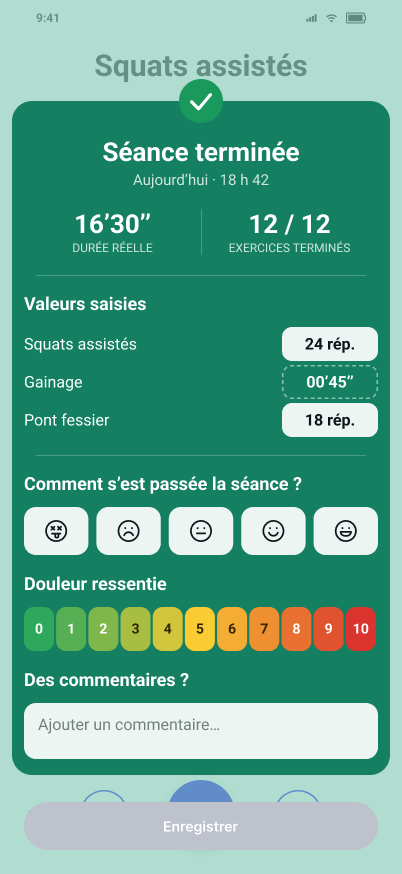 9:41
Squats assistés
Séance terminée
Aujourd’hui · 18 h 42
16’30’’
12 / 12
DURÉE RÉELLE
EXERCICES TERMINÉS
Valeurs saisies
Squats assistés
24 rép.
Gainage
00’45’’
Pont fessier
18 rép.
Comment s’est passée la séance ?
Douleur ressentie
0 1 2 3 4 5 6 7 8 9 10
Des commentaires ?
Ajouter un commentaire…
Enregistrer